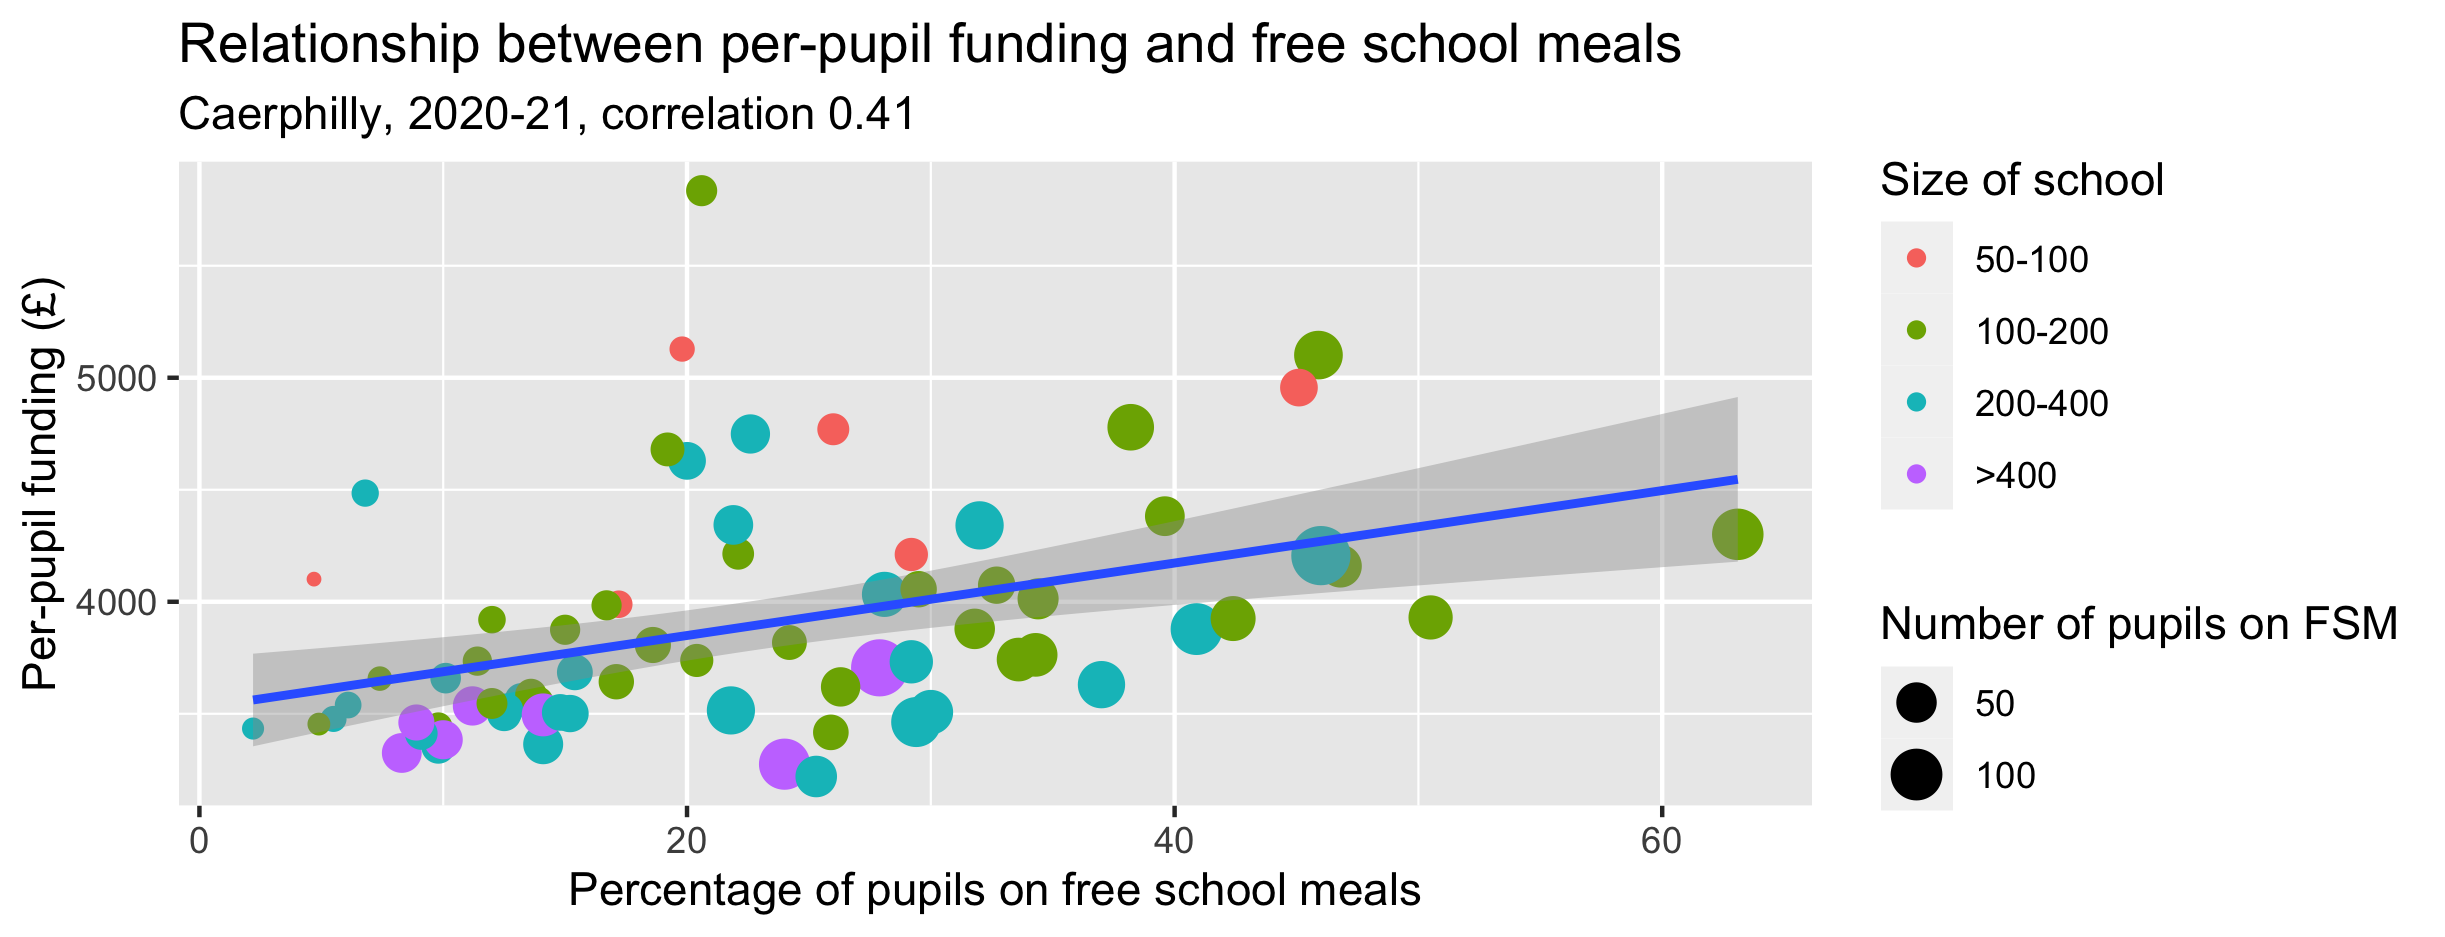 Relationship between per-pupil funding and free school meals
Caerphilly, 2020-21, correlation 0.41
Per-pupil funding (£)
5000
4000
0
20
40
60
Percentage of pupils on free school meals
Size of school
50-100
100-200
200-400
>400
Number of pupils on FSM
50
100